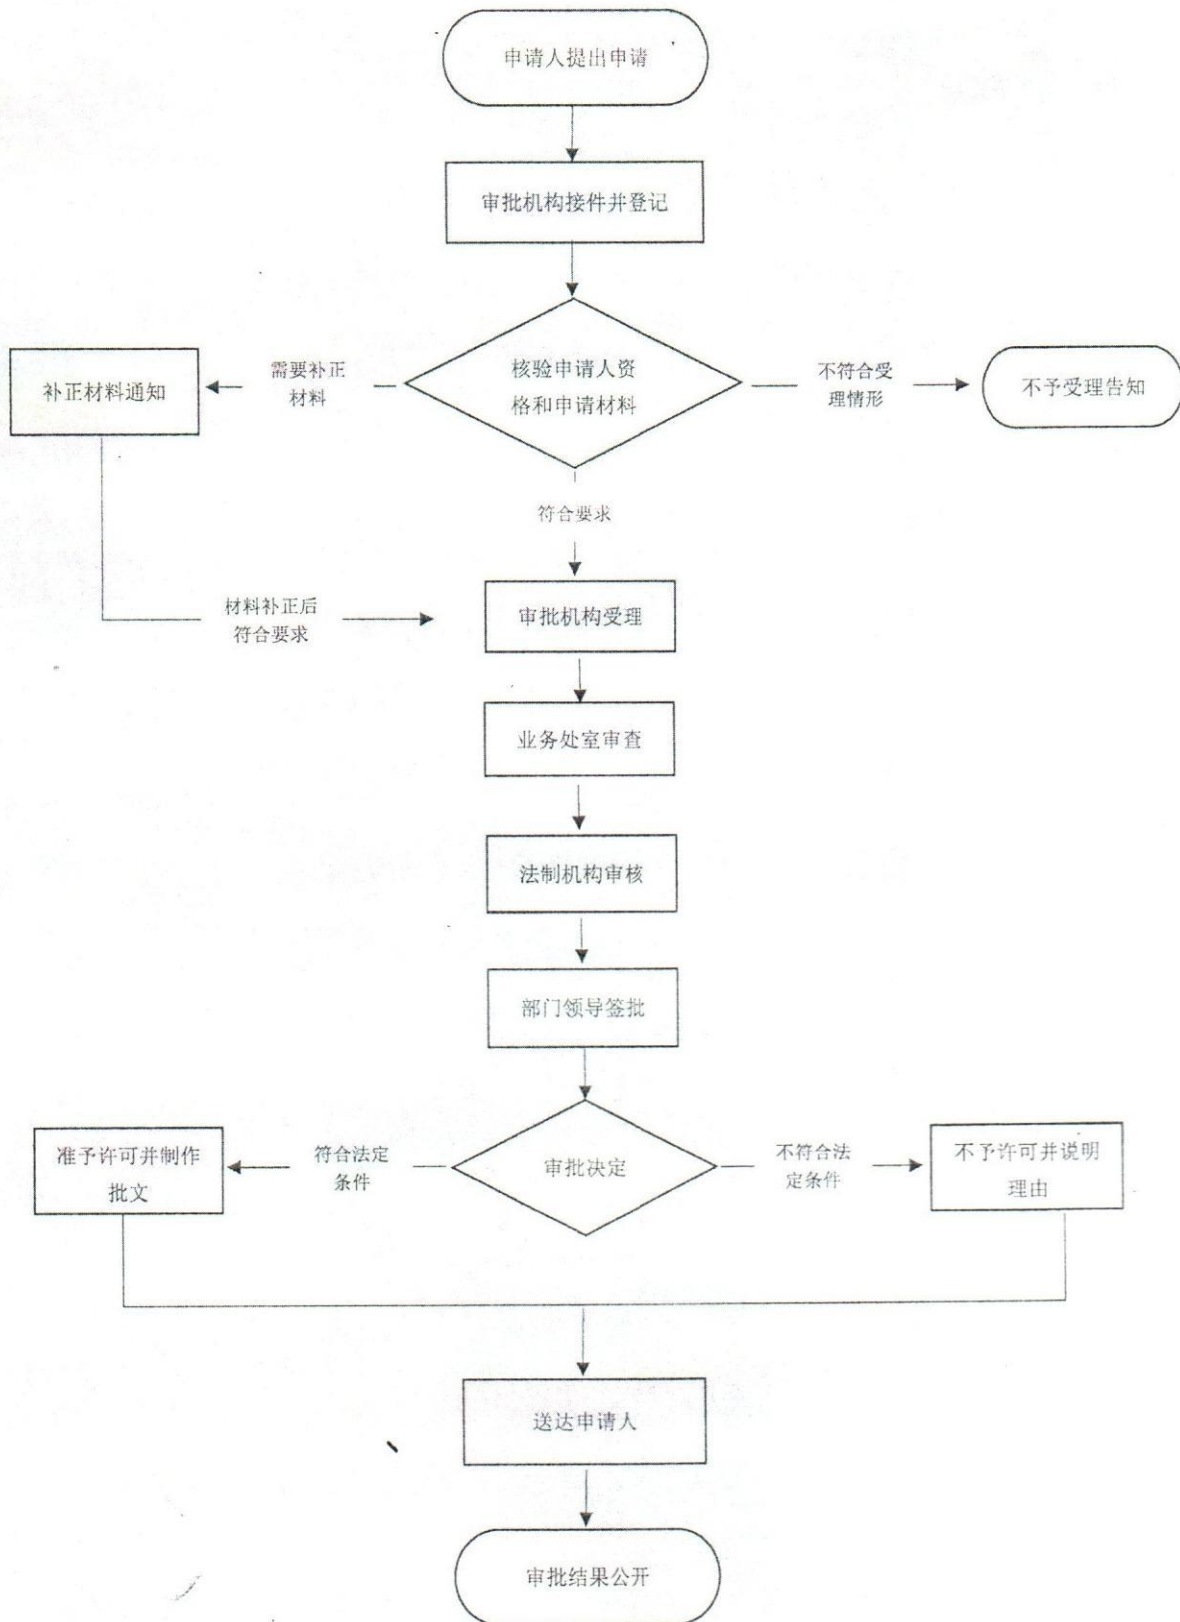 申请人提出申请
审批机构接件并登记
核验申请人资
格和申请材料
需要补正
材料
补正材料通知
不符合受
理情形
不予受理告知
符合要求
材料补正后
符合要求
审批机构受理
业务处室审查
法制机构审核
部门领导签批
审批决定
符合法定
条件
准予许可并制作
批文
不符合法
定条件
不予许可并说明
理由
送达申请人
审批结果公开